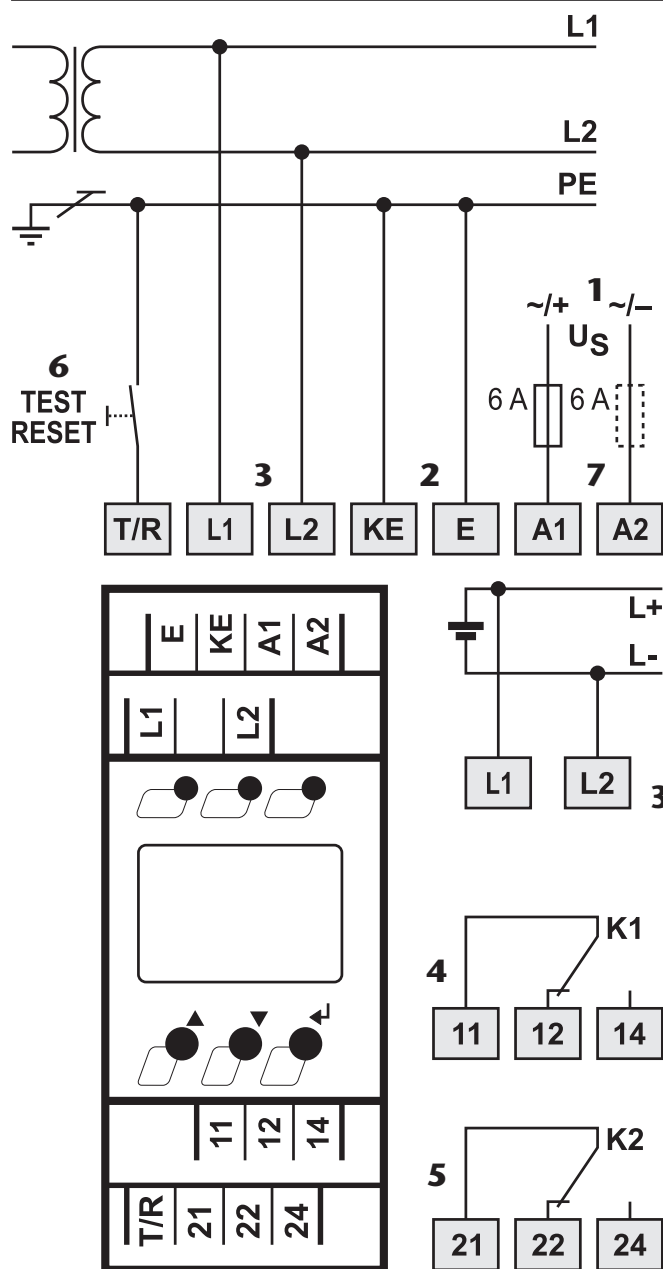 L1
L2
PE
1
~/+ ~/–
US
6 A 6 A
6
TEST
RESET
3 2 7
T/R L1 L2 KE E A1 A2
E KE A1 A2
L1 L2
L+
L-
L1 L2 3
K1
4
11 12 14
11 12 14
K2
5
T/R 21 22 24
21 22 24